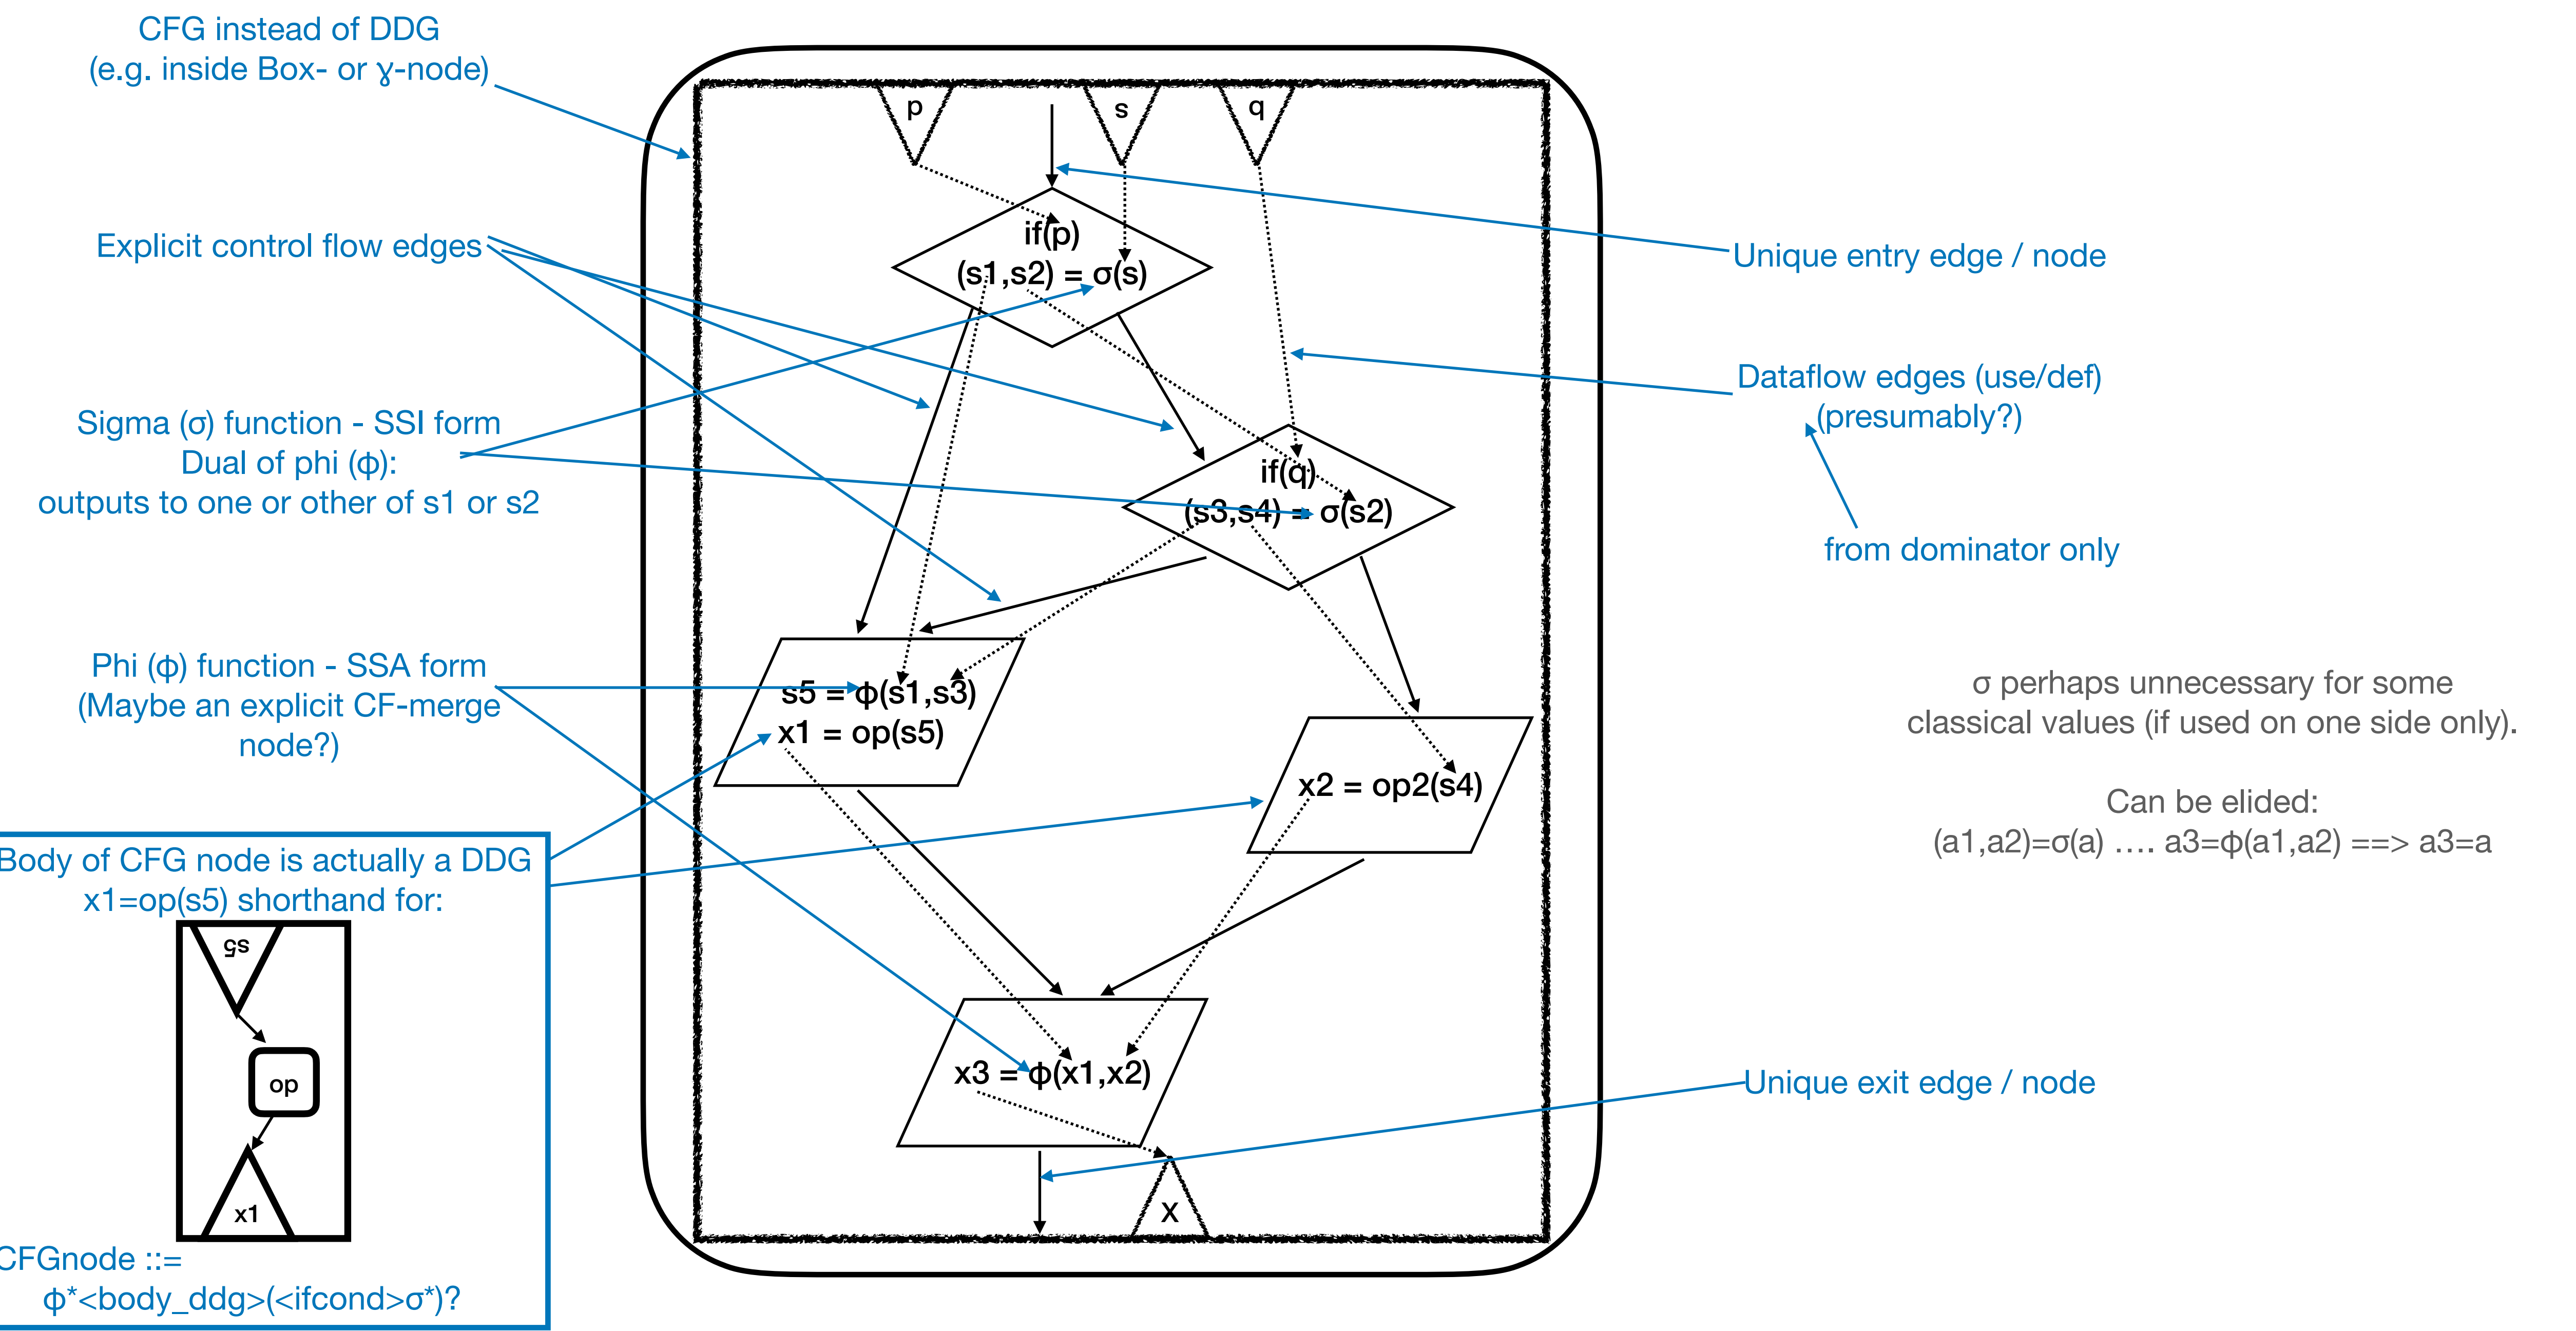 CFG instead of DDG
(e.g. inside Box- or ɣ-node)
Explicit control flow edges
Sigma (σ) function - SSI form
Dual of phi (ϕ):
outputs to one or other of s1 or s2
Phi (ϕ) function - SSA form
(Maybe an explicit CF-merge
node?)
Body of CFG node is actually a DDG
x1=op(s5) shorthand for:
s5
op
x1
CFGnode ::=
ϕ*<body_ddg>(<ifcond>σ*)?
p
s
q
if(p)
(s1,s2) = σ(s)
if(q)
(s3,s4) = σ(s2)
s5 = ϕ(s1,s3)
x1 = op(s5)
x2 = op2(s4)
x3 = ϕ(x1,x2)
X
Unique entry edge / node
Dataflow edges (use/def)
(presumably?)
from dominator only
σ perhaps unnecessary for some
classical values (if used on one side only).
Can be elided:
(a1,a2)=σ(a) …. a3=ϕ(a1,a2) ==> a3=a
Unique exit edge / node